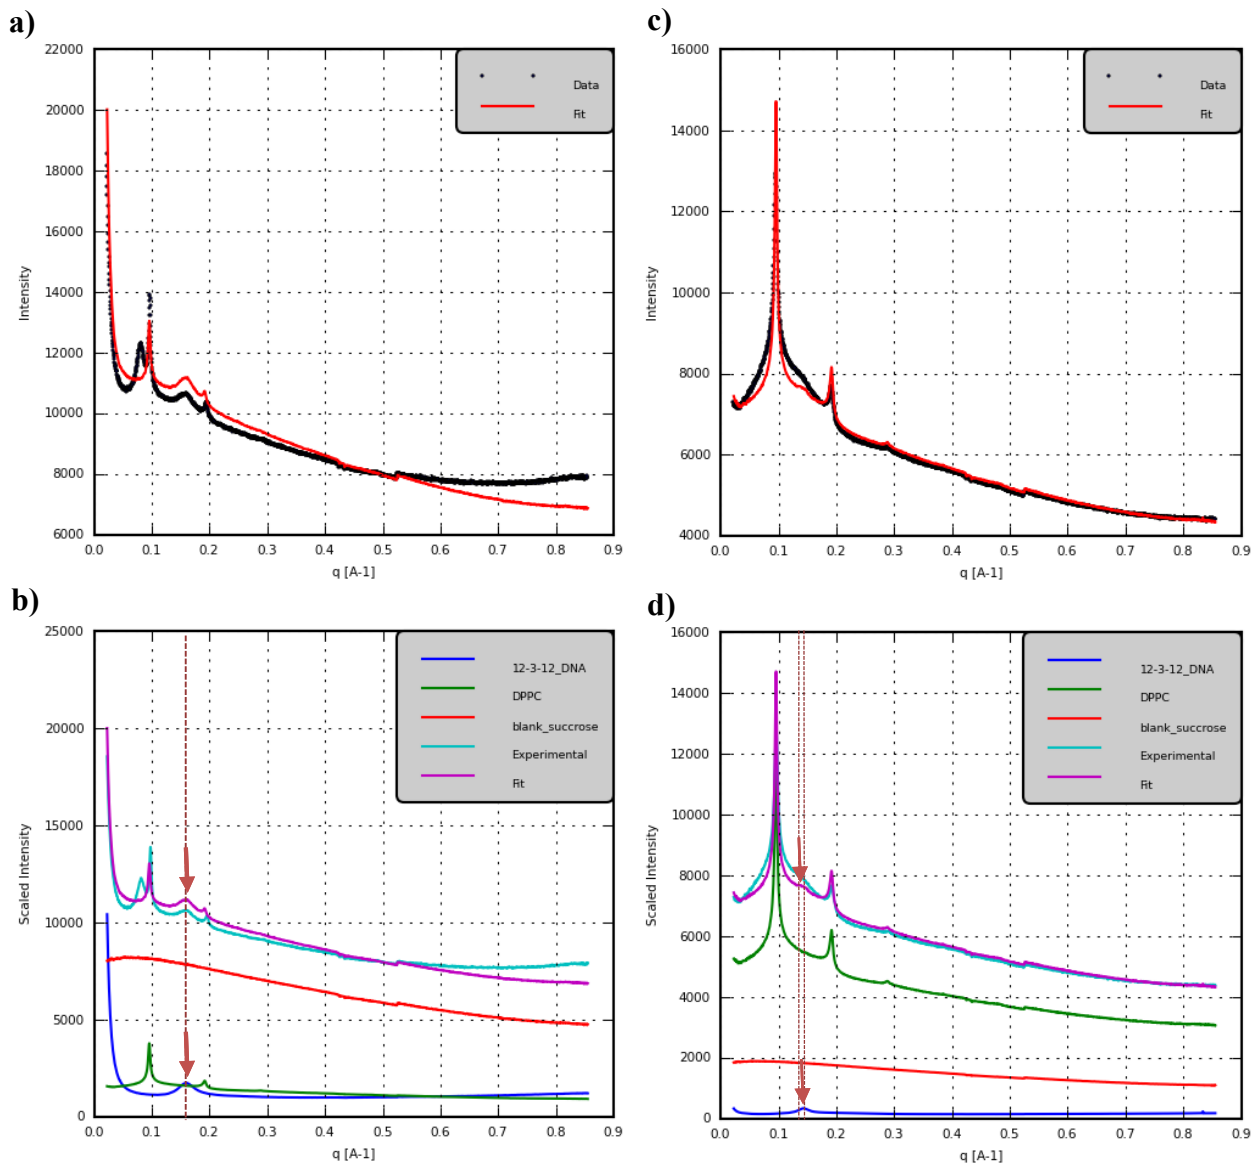 a)
22000
20000
18000
16000
14000
12000
10000
8000
6000
Intensity
0.0 0.1 0.2 0.3 0.4 0.5 0.6 0.7 0.8 0.9
q [A-1]
Data
Fit
c)
16000
14000
12000
10000
8000
6000
4000
Intensity
0.0 0.1 0.2 0.3 0.4 0.5 0.6 0.7 0.8 0.9
q [A-1]
Data
Fit
b)
25000
20000
15000
10000
5000
0
Scaled Intensity
0.0 0.1 0.2 0.3 0.4 0.5 0.6 0.7 0.8 0.9
q [A-1]
12-3-12_DNA
DPPC
blank_succrose
Experimental
Fit
d)
16000
14000
12000
10000
8000
6000
4000
2000
0
Scaled Intensity
0.0 0.1 0.2 0.3 0.4 0.5 0.6 0.7 0.8 0.9
q [A-1]
12-3-12_DNA
DPPC
blank_succrose
Experimental
Fit